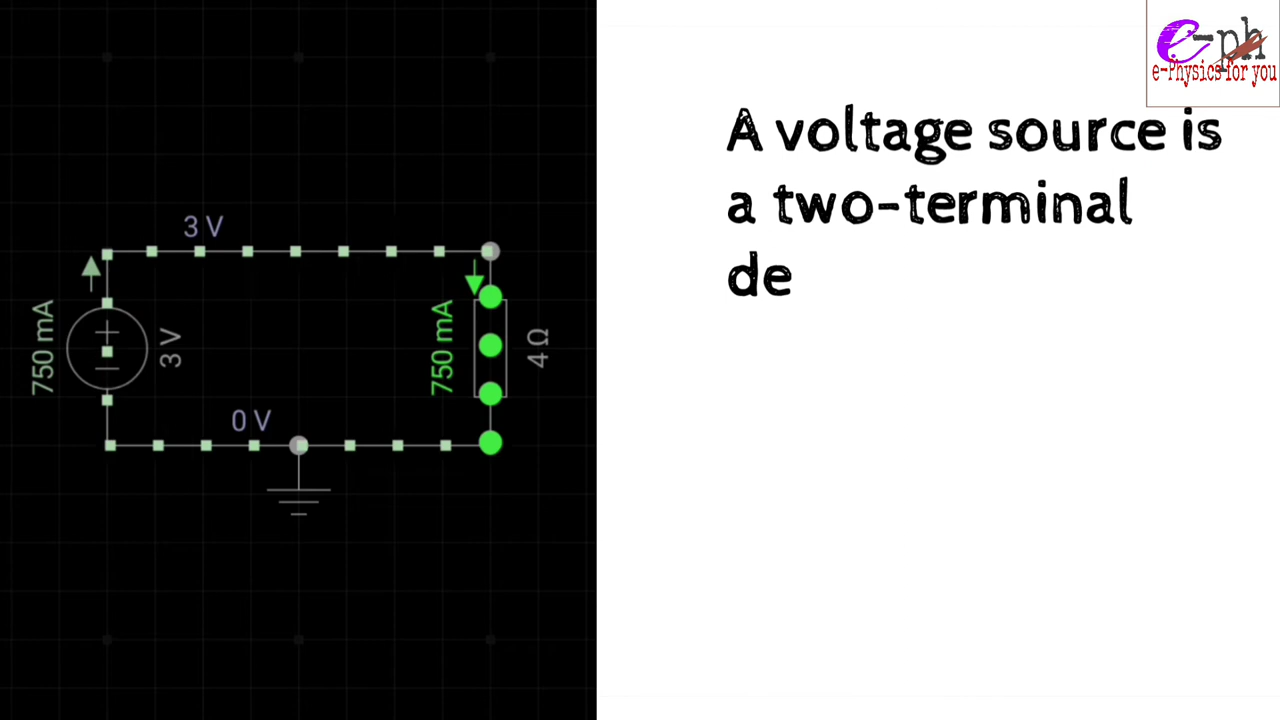 e-ph
e-Physics for you
A voltage source is
a two-terminal
de
3 V
750 mA
3 V
750 mA
4 Ω
0 V